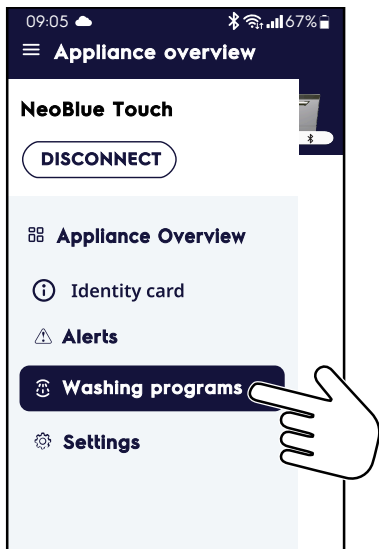 09:05 67%
Appliance overview
NeoBlue Touch
DISCONNECT
Appliance Overview
Identity card
Alerts
Washing programs
Settings